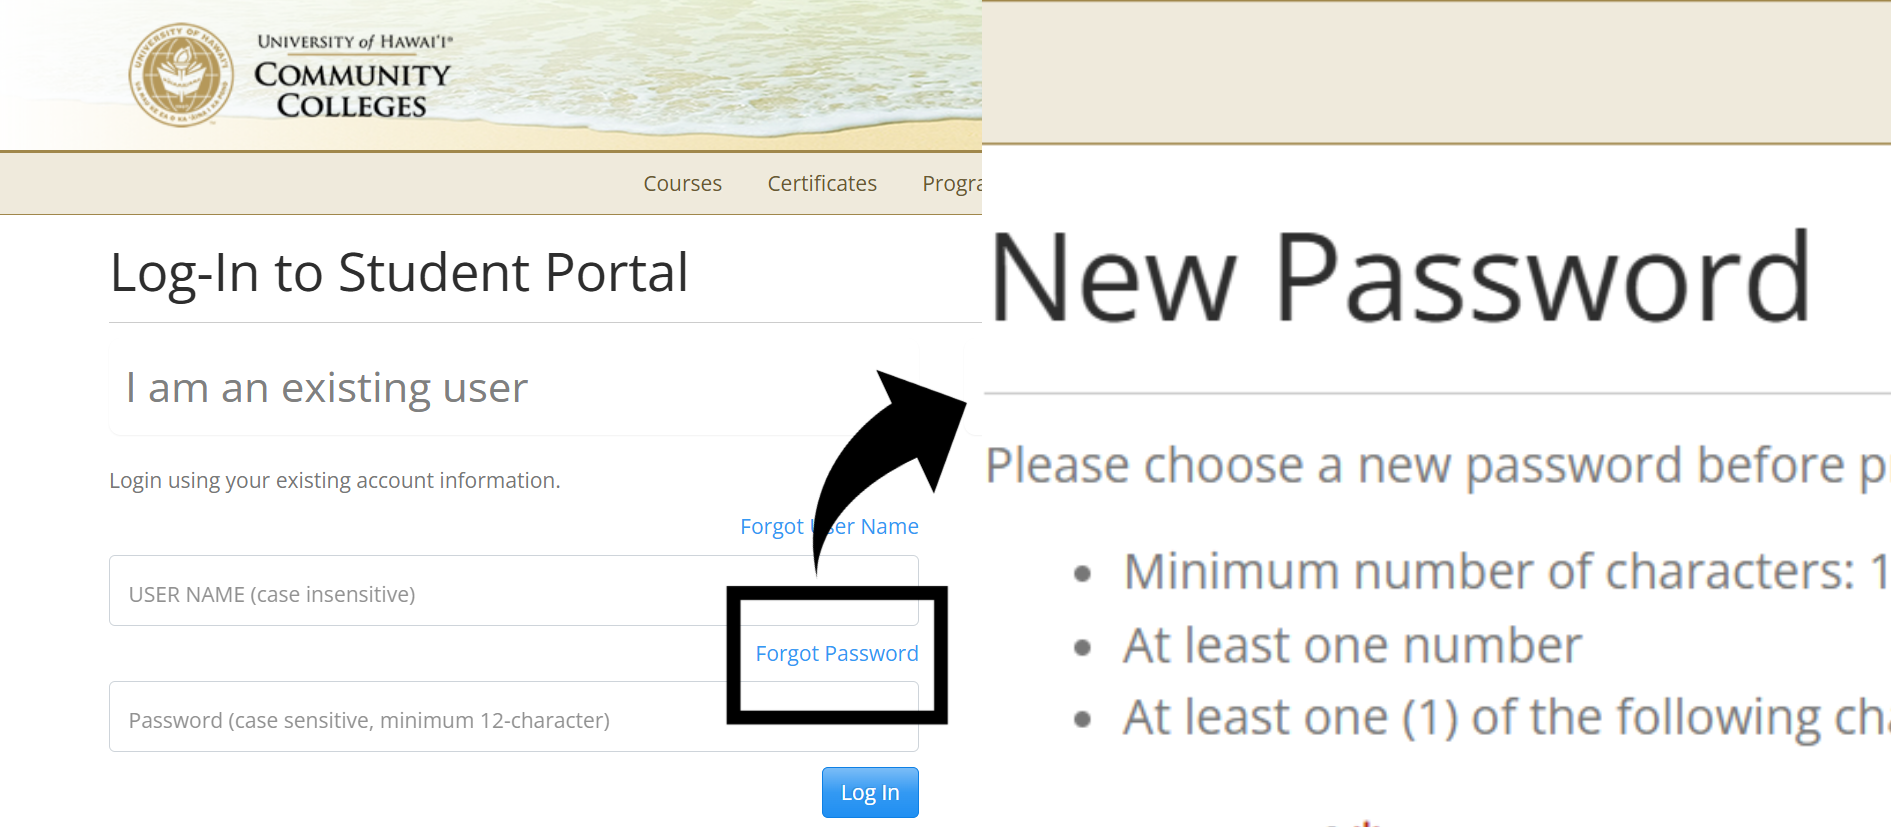 UNIVERSITY of HAWAI‘I®
COMMUNITY
COLLEGES
Courses Certificates Progra
Log-In to Student Portal
I am an existing user
Login using your existing account information.
Forgot User Name
USER NAME (case insensitive)
Forgot Password
Password (case sensitive, minimum 12-character)
Log In
New Password
Please choose a new password before p
• Minimum number of characters: 1
• At least one number
• At least one (1) of the following cha